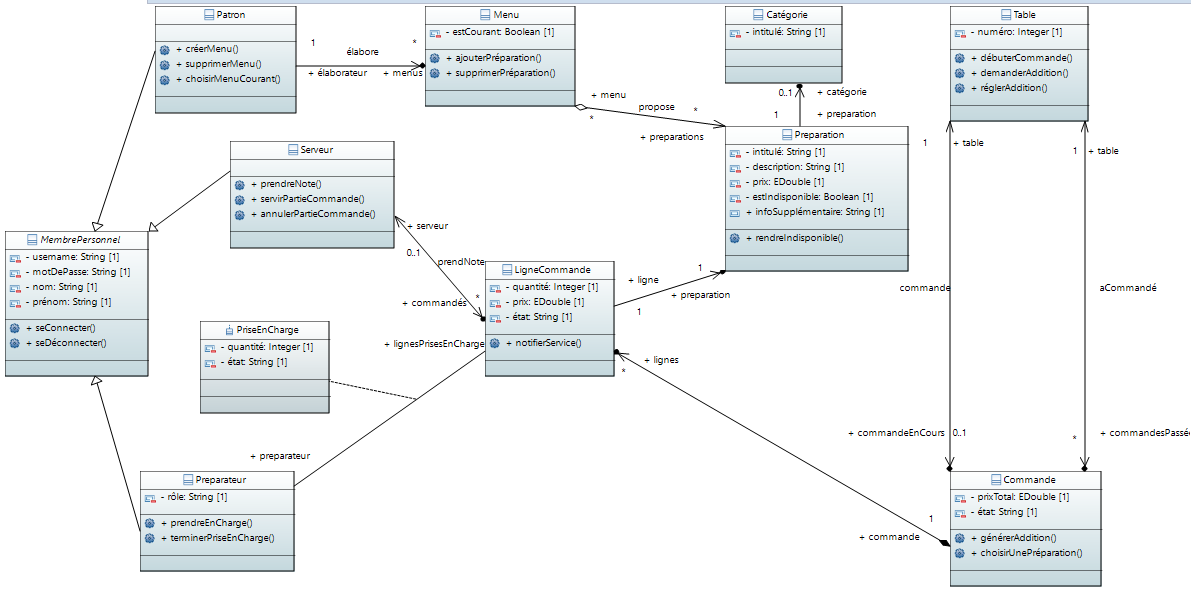 Patron
+ créerMenu()
+ supprimerMenu()
+ choisirMenuCourant()
1
élabore
*
+ élaborateur
+ menus
Menu
- estCourant: Boolean [1]
+ ajouterPréparation()
+ supprimerPréparation()
+ menu
*
propose
*
+ preparations
Catégorie
- intitulé: String [1]
0..1
+ catégorie
1
+ preparation
Table
- numéro: Integer [1]
+ débuterCommande()
+ demanderAddition()
+ réglerAddition()
1
+ table
1
+ table
Preparation
- intitulé: String [1]
- description: String [1]
- prix: EDouble [1]
- estIndisponible: Boolean [1]
+ infoSupplémentaire: String [1]
+ rendreIndisponible()
Serveur
+ prendreNote()
+ servirPartieCommande()
+ annulerPartieCommande()
+ serveur
0..1
prendNote
*
+ commandés
MembrePersonnel
- username: String [1]
- motDePasse: String [1]
- nom: String [1]
- prénom: String [1]
+ seConnecter()
+ seDéconnecter()
LigneCommande
- quantité: Integer [1]
- prix: EDouble [1]
- état: String [1]
+ notifierService()
+ ligne
1
1
+ preparation
commande
aCommandé
PriseEnCharge
- quantité: Integer [1]
- état: String [1]
+ lignesPrisesEnCharge
+ lignes
*
+ preparateur
+ commandeEnCours
0..1
*
+ commandesPassé
Preparateur
- rôle: String [1]
+ prendreEnCharge()
+ terminerPriseEnCharge()
1
+ commande
Commande
- prixTotal: EDouble [1]
- état: String [1]
+ générerAddition()
+ choisirUnePréparation()